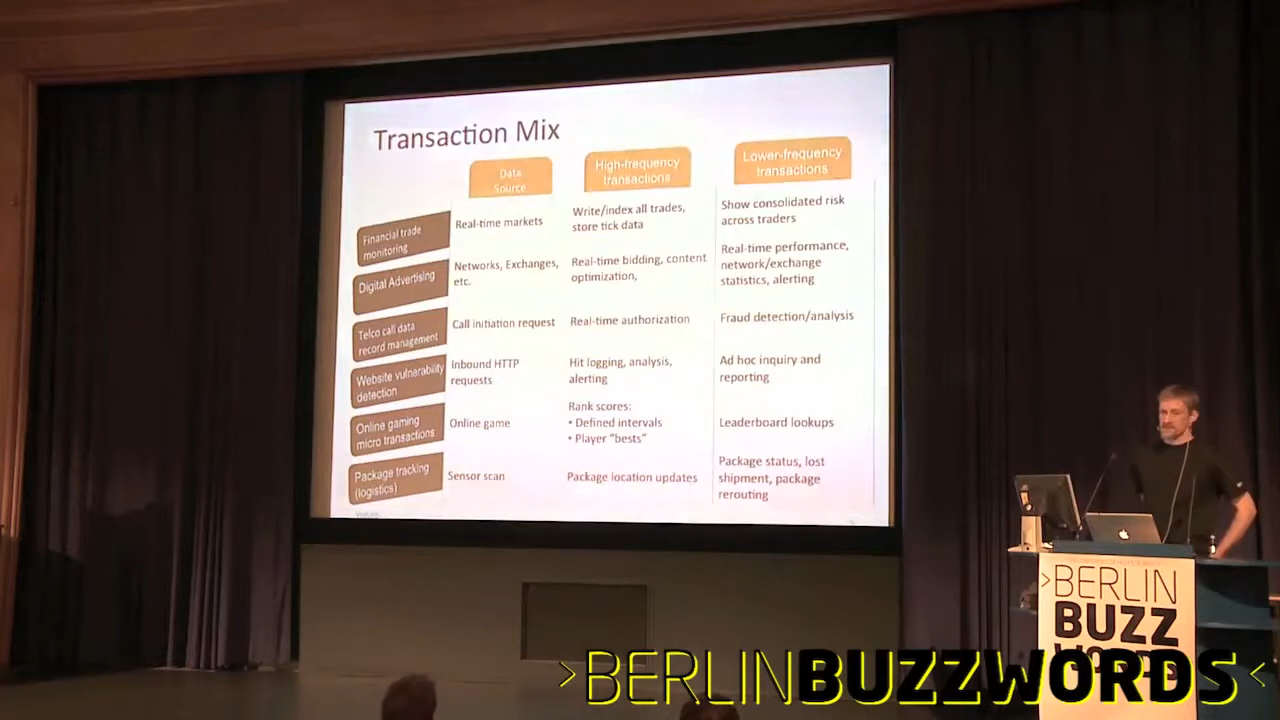 Transaction Mix
Data
Source
High-frequency
transactions
Lower-frequency
transactions
Financial trade
monitoring
Real-time markets
Write/index all trades,
store tick data
Show consolidated risk
across traders
Digital Advertising
Networks, Exchanges,
etc.
Real-time bidding, content
optimization,
Real-time performance,
network/exchange
statistics, alerting
Telco call data
record management
Call initiation request
Real-time authorization
Fraud detection/analysis
Website vulnerability
detection
Inbound HTTP
requests
Hit logging, analysis,
alerting
Ad hoc inquiry and
reporting
Online gaming
micro transactions
Online game
Rank scores:
• Defined intervals
• Player “bests”
Leaderboard lookups
Package tracking
(logistics)
Sensor scan
Package location updates
Package status, lost
shipment, package
rerouting
>BERLIN
BUZZ
WORDS
>BERLINBUZZWORDS<